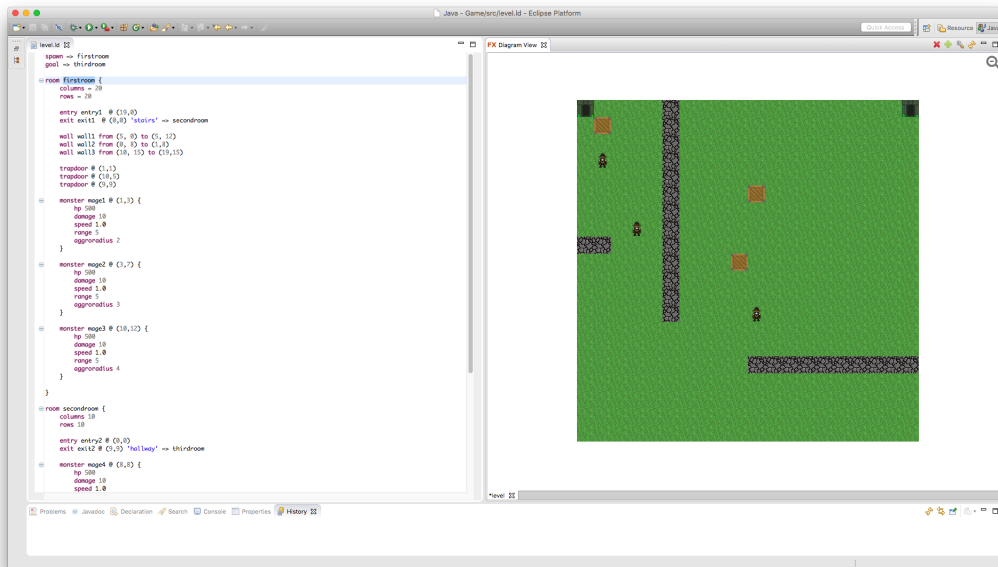 Java - Game/src/level.ld - Eclipse Platform
Quick Access
Resource
Java
level.ld
FX Diagram View
spawn => firstroom
goal => thirdroom
room firstroom {
columns = 20
rows = 20
entry entry1 @ (19,0)
exit exit1 @ (0,0) 'stairs' => secondroom
wall wall1 from (5, 0) to (5, 12)
wall wall2 from (0, 8) to (1,8)
wall wall3 from (10, 15) to (19,15)
trapdoor @ (1,1)
trapdoor @ (10,5)
trapdoor @ (9,9)
monster mage1 @ (1,3) {
hp 500
damage 10
speed 1.0
range 5
aggroradius 2
}
monster mage2 @ (3,7) {
hp 500
damage 10
speed 1.0
range 5
aggroradius 3
}
monster mage3 @ (10,12) {
hp 500
damage 10
speed 1.0
range 5
aggroradius 4
}
}
room secondroom {
columns 10
rows 10
entry entry2 @ (0,0)
exit exit2 @ (9,9) 'hallway' => thirdroom
monster mage4 @ (8,8) {
hp 500
damage 10
speed 1.0
*level
Problems
@ Javadoc
Declaration
Search
Console
Properties
History